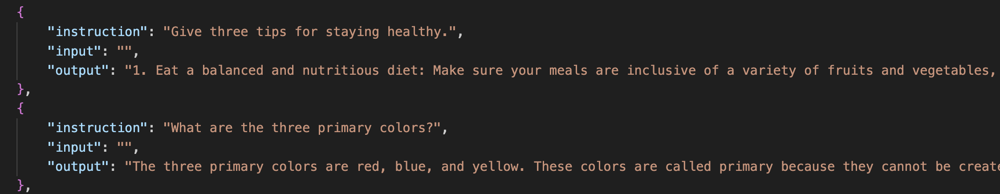 {
"instruction": "Give three tips for staying healthy.",
"input": "",
"output": "1. Eat a balanced and nutritious diet: Make sure your meals are inclusive of a variety of fruits and vegetables,
},
{
"instruction": "What are the three primary colors?",
"input": "",
"output": "The three primary colors are red, blue, and yellow. These colors are called primary because they cannot be create
},